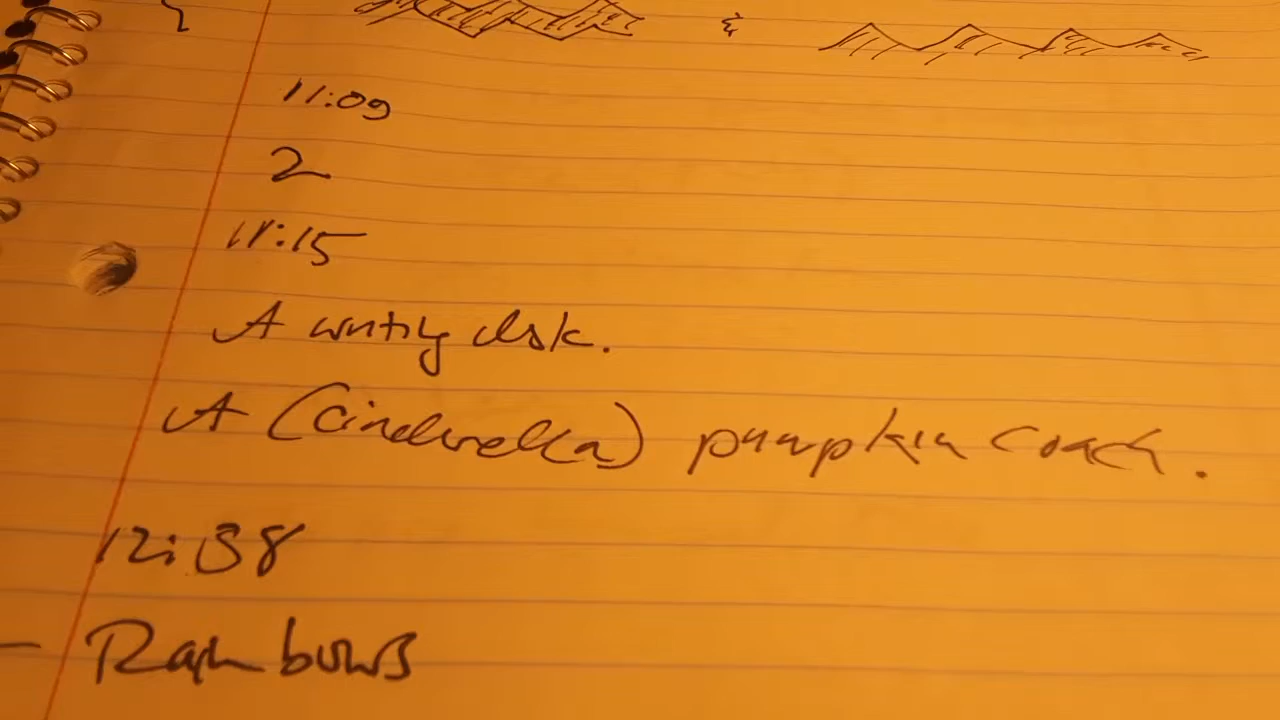 &
11:09
2
11:15
A writing desk.
A (cinderella) pumpkin coach.
12:38
- Rainbows